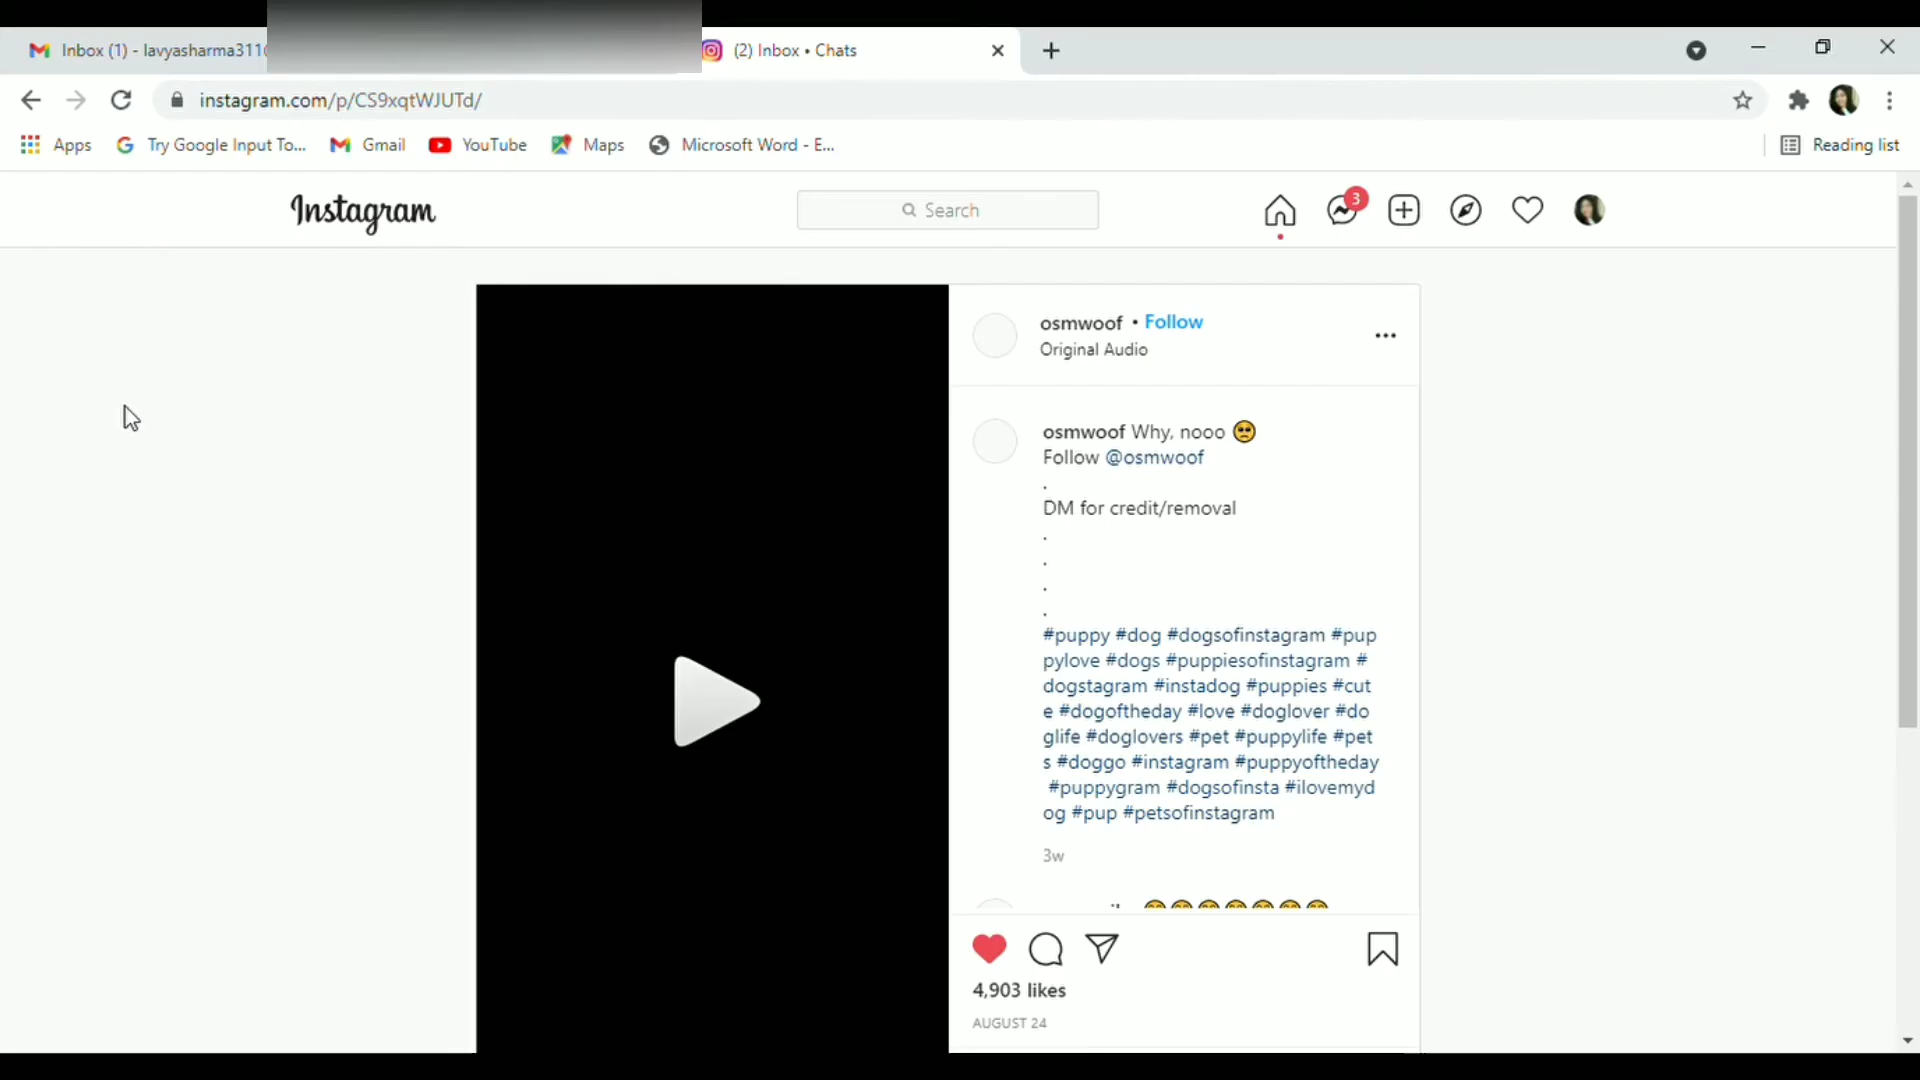 Inbox (1) - lavyasharma311
(2) Inbox • Chats
instagram.com/p/CS9xqtWJUTd/
Apps
Try Google Input To...
Gmail
YouTube
Maps
Microsoft Word - E...
Reading list
Instagram
Search
3
osmwoof • Follow
Original Audio
osmwoof Why, nooo 🥺
Follow @osmwoof
.
DM for credit/removal
.
.
.
.
#puppy #dog #dogsofinstagram #pup
pylove #dogs #puppiesofinstagram #
dogstagram #instadog #puppies #cut
e #dogoftheday #love #doglover #do
glife #doglovers #pet #puppylife #pet
s #doggo #instagram #puppyoftheday
#puppygram #dogsofinsta #ilovemyd
og #pup #petsofinstagram
3w
4,903 likes
AUGUST 24